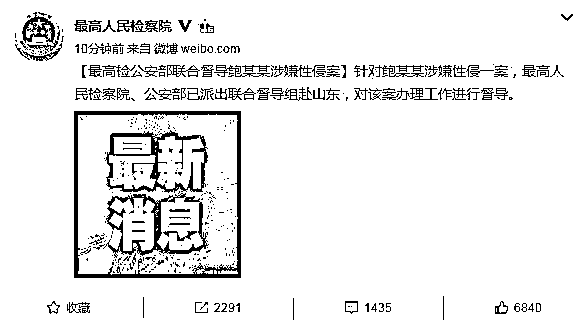 最高人民检察院
10分钟前 来自 微博 weibo.com
【最高检公安部联合督导鲍某某涉嫌性侵案】针对鲍某某涉嫌性侵一案，最高人
民检察院、公安部已派出联合督导组赴山东，对该案办理工作进行督导。
最新
消息
收藏 2291 1435 6840